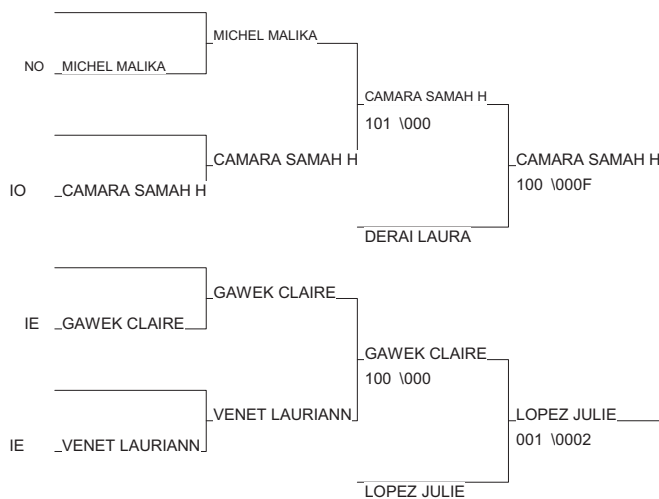 MICHEL MALIKA
NO MICHEL MALIKA
CAMARA SAMAH H
101 \000
CAMARA SAMAH H
CAMARA SAMAH H
100 \000F
IO CAMARA SAMAH H
DERAI LAURA
GAWEK CLAIRE
IE GAWEK CLAIRE
GAWEK CLAIRE
100 \000
VENET LAURIANN
LOPEZ JULIE
001 \0002
IE VENET LAURIANN
LOPEZ JULIE